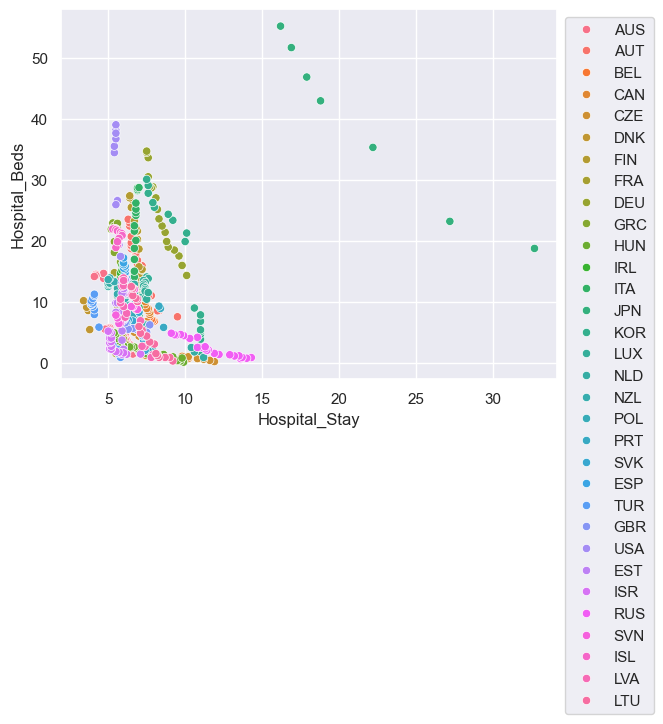 50
40
30
20
10
0
Hospital_Beds
5
10
15
20
25
30
Hospital_Stay
AUS
AUT
BEL
CAN
CZE
DNK
FIN
FRA
DEU
GRC
HUN
IRL
ITA
JPN
KOR
LUX
NLD
NZL
POL
PRT
SVK
ESP
TUR
GBR
USA
EST
ISR
RUS
SVN
ISL
LVA
LTU